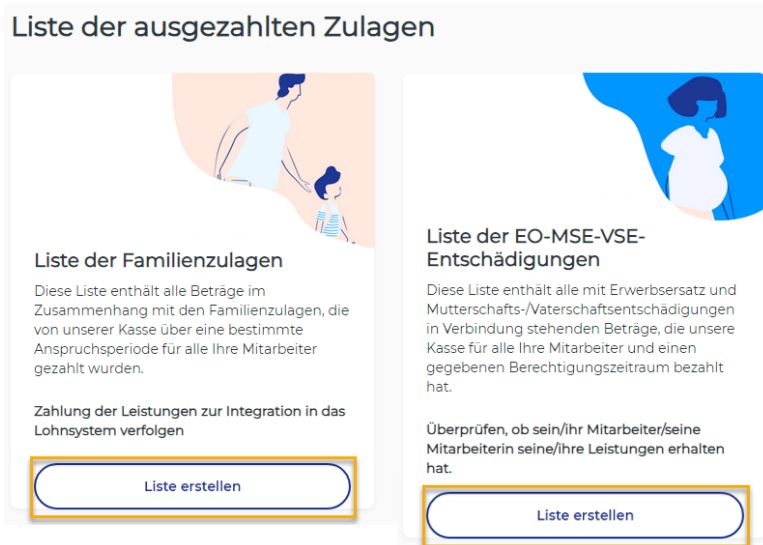 Liste der ausgezahlten Zulagen
Liste der Familienzulagen
Diese Liste enthält alle Beträge im
Zusammenhang mit den Familienzulagen, die
von unserer Kasse über eine bestimmte
Anspruchsperiode für alle Ihre Mitarbeiter
gezahlt wurden.
Zahlung der Leistungen zur Integration in das
Lohnsystem verfolgen
Liste erstellen
Liste der EO-MSE-VSE-
Entschädigungen
Diese Liste enthält alle mit Erwerbsersatz und
Mutterschafts-/Vaterschaftsentschädigungen
in Verbindung stehenden Beträge, die unsere
Kasse für alle Ihre Mitarbeiter und einen
gegebenen Berechtigungszeitraum bezahlt
hat.
Überprüfen, ob sein/ihr Mitarbeiter/seine
Mitarbeiterin seine/ihre Leistungen erhalten
hat.
Liste erstellen